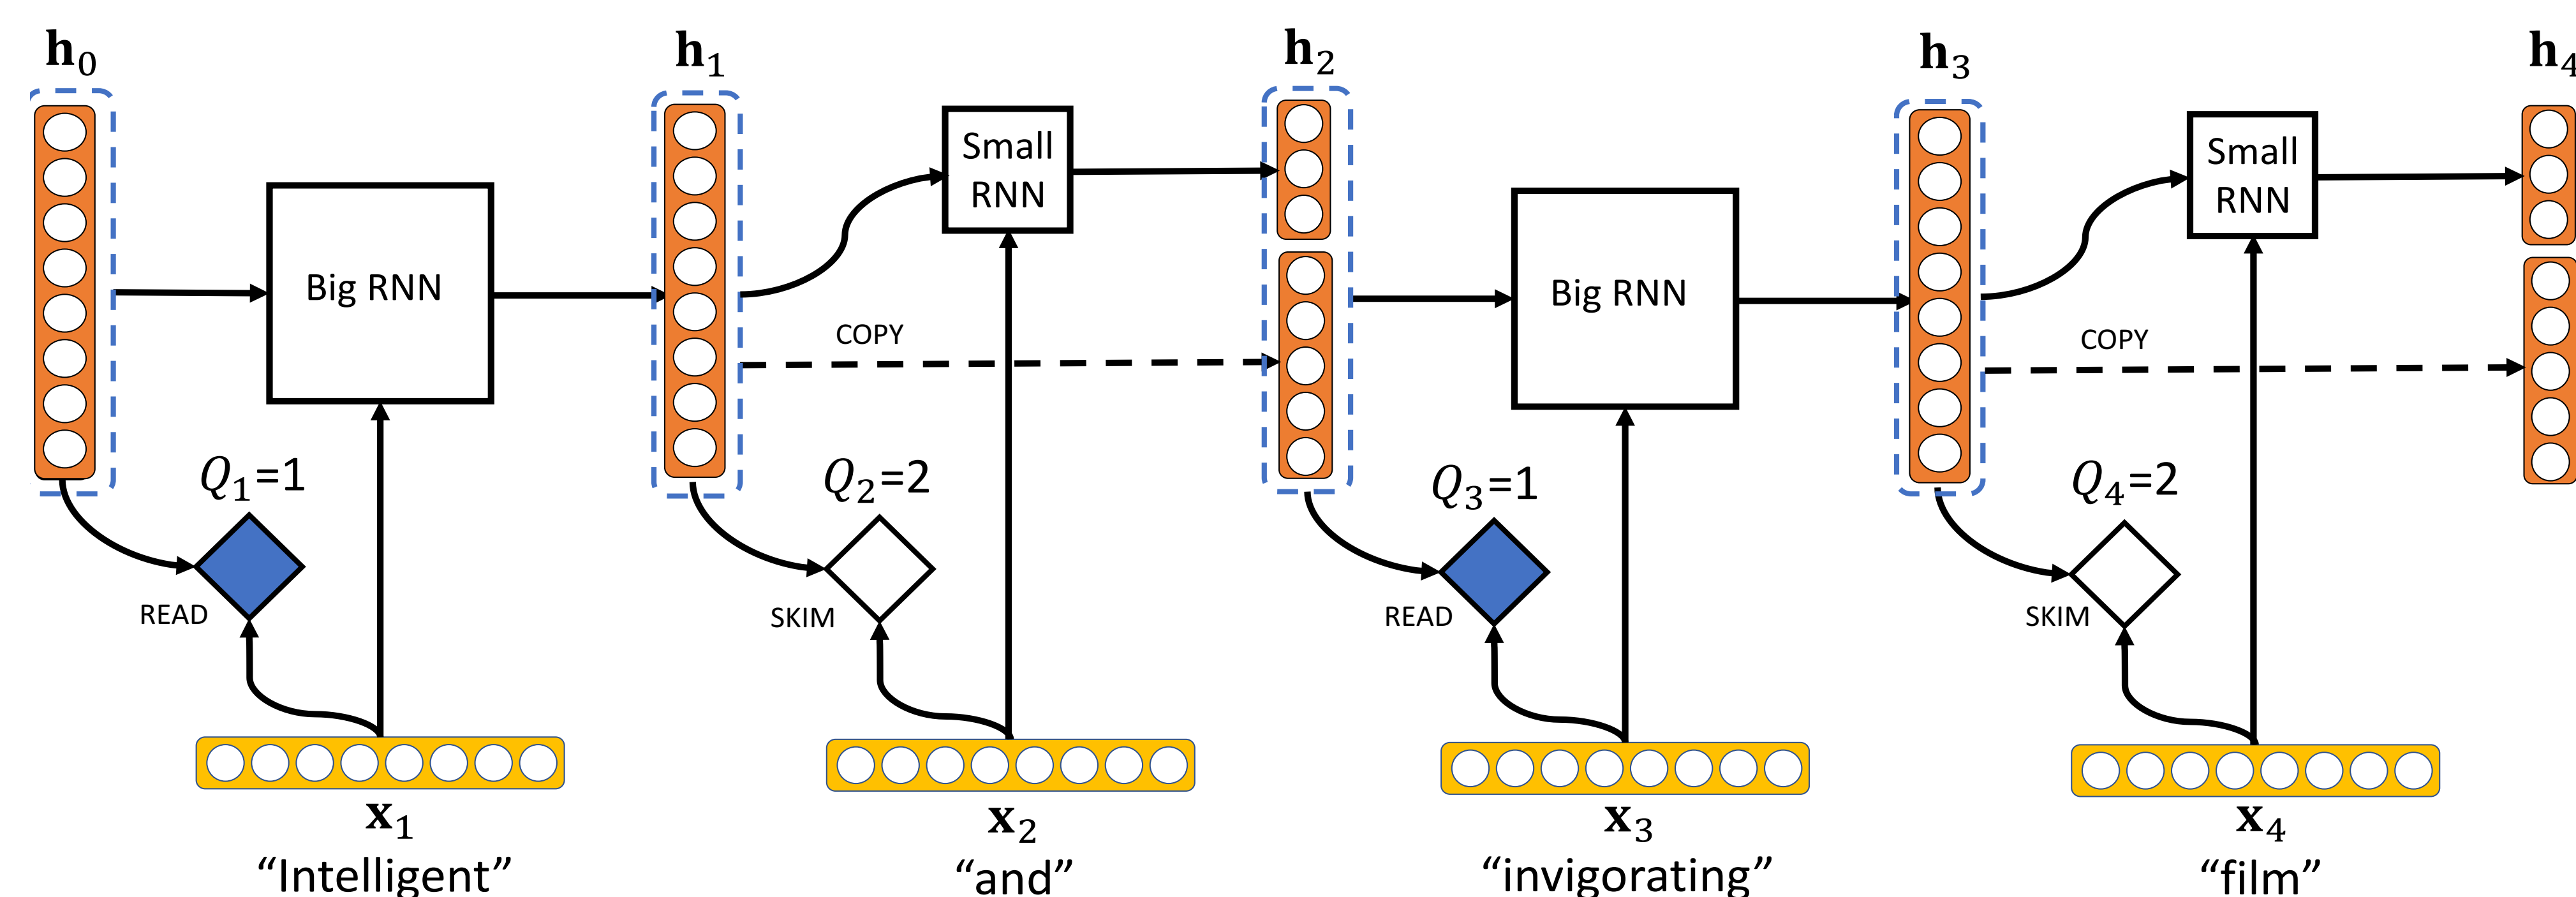 h₀
h₁
h₂
h₃
h₄
Small
RNN
Small
RNN
Big RNN
Big RNN
COPY
COPY
Q₁=1
Q₂=2
Q₃=1
Q₄=2
READ
SKIM
READ
SKIM
x₁
x₂
x₃
x₄
“Intelligent”
“and”
“invigorating”
“film”